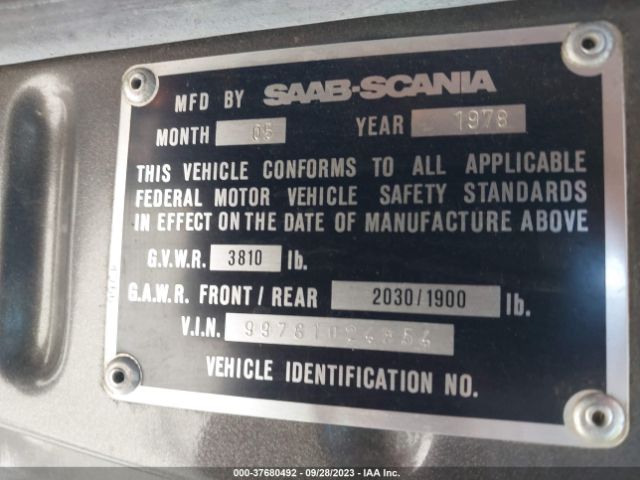 MFD BY SAAB-SCANIA
MONTH 05 YEAR 1978
THIS VEHICLE CONFORMS TO ALL APPLICABLE
FEDERAL MOTOR VEHICLE SAFETY STANDARDS
IN EFFECT ON THE DATE OF MANUFACTURE ABOVE
G.V.W.R. 3810 lb.
G.A.W.R. FRONT / REAR 2030/1900 lb.
V.I.N.
VEHICLE IDENTIFICATION NO.
000-37680492 - 09/28/2023 - IAA Inc.